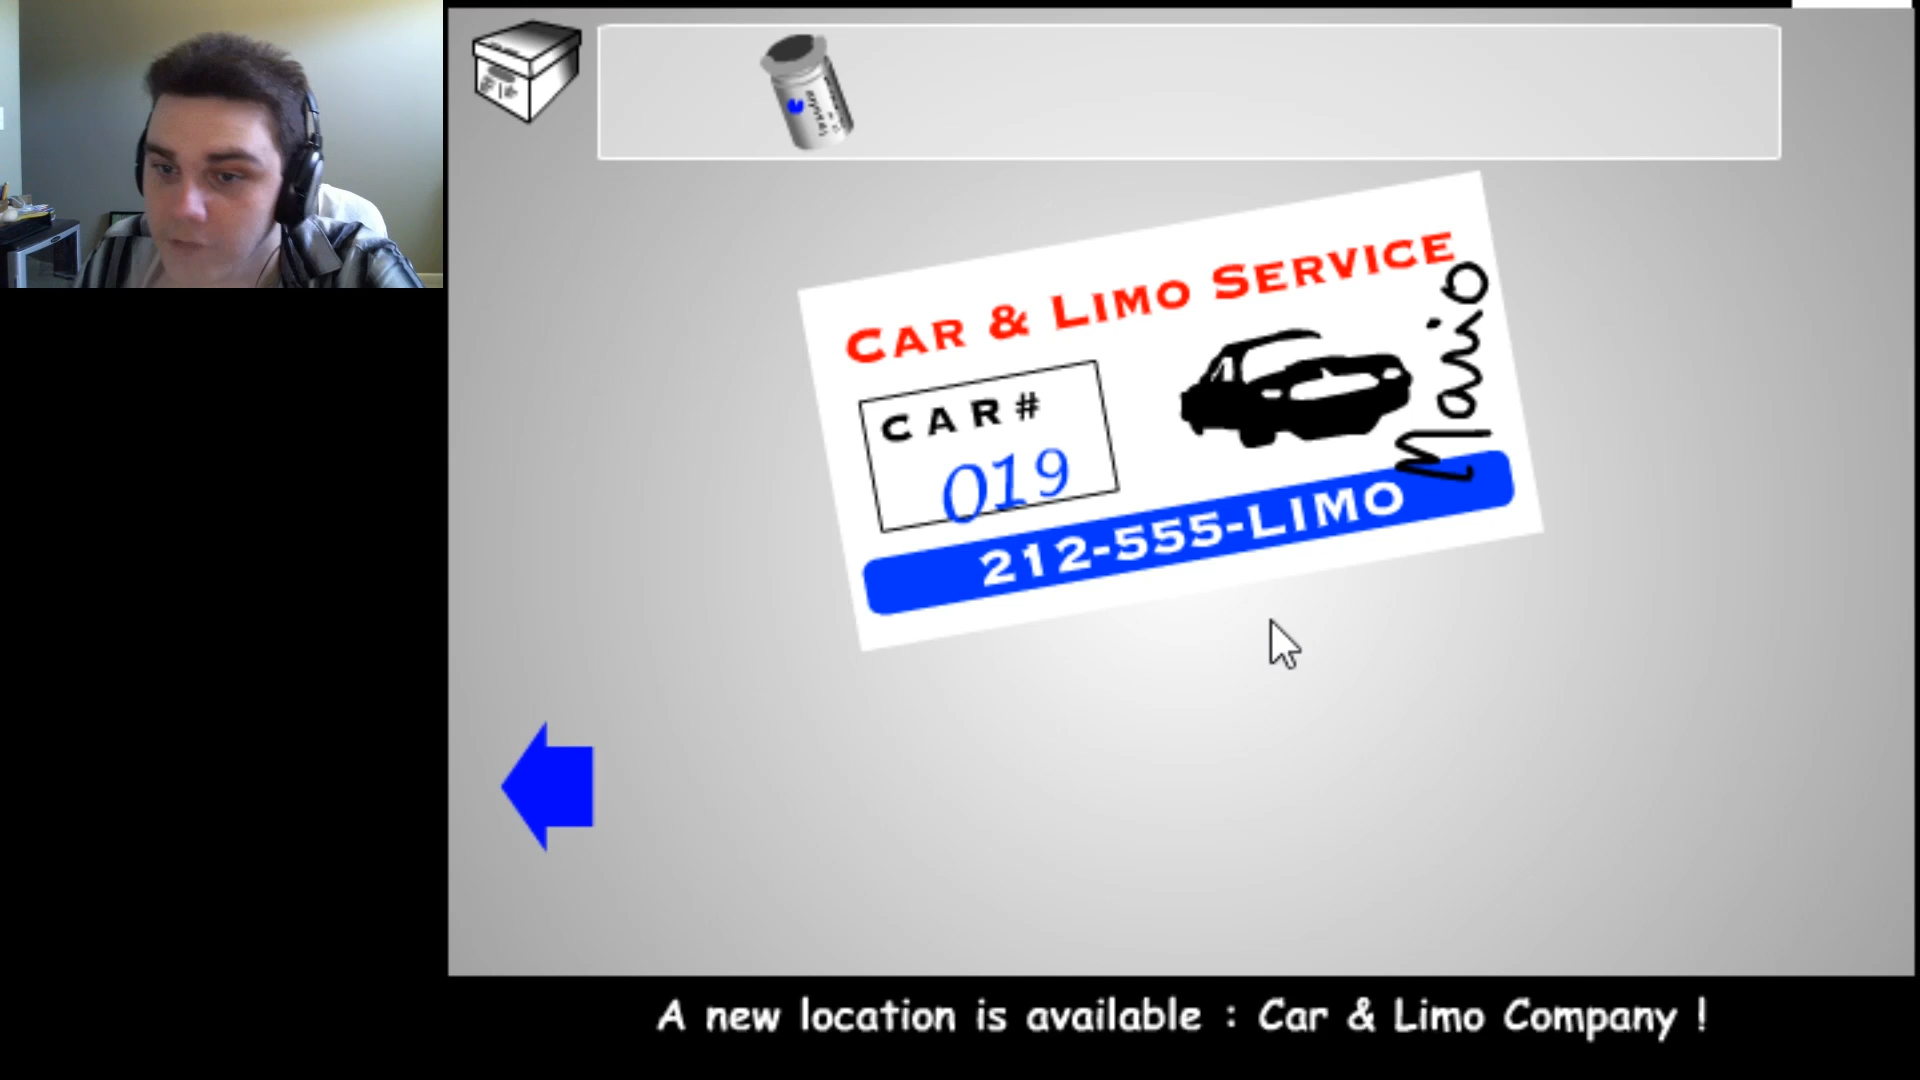 CAR & LIMO SERVICE
CAR#
019
Mario
212-555-LIMO
A new location is available : Car & Limo Company !